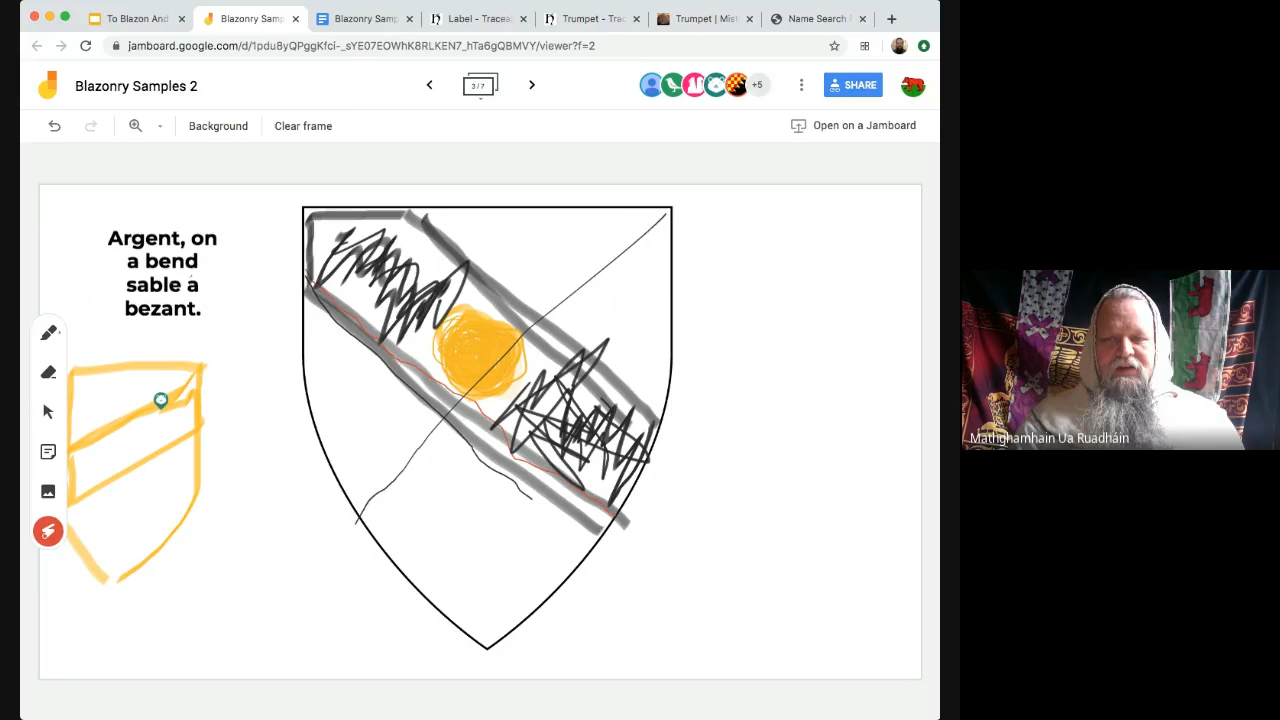 To Blazon And
Blazonry Samp
Blazonry Sam
Label - Tracea
Trumpet - Trac
Trumpet | Mist
Name Search
jamboard.google.com/d/1pdu8yQPggKfci-_sYE07EOWhK8RLKEN7_hTa6gQBMVY/viewer?f=2
Blazonry Samples 2
3/7
+5
SHARE
Background
Clear frame
Open on a Jamboard
Argent, on
a bend
sable a
bezant.
Mathghamhain Ua Ruadháin